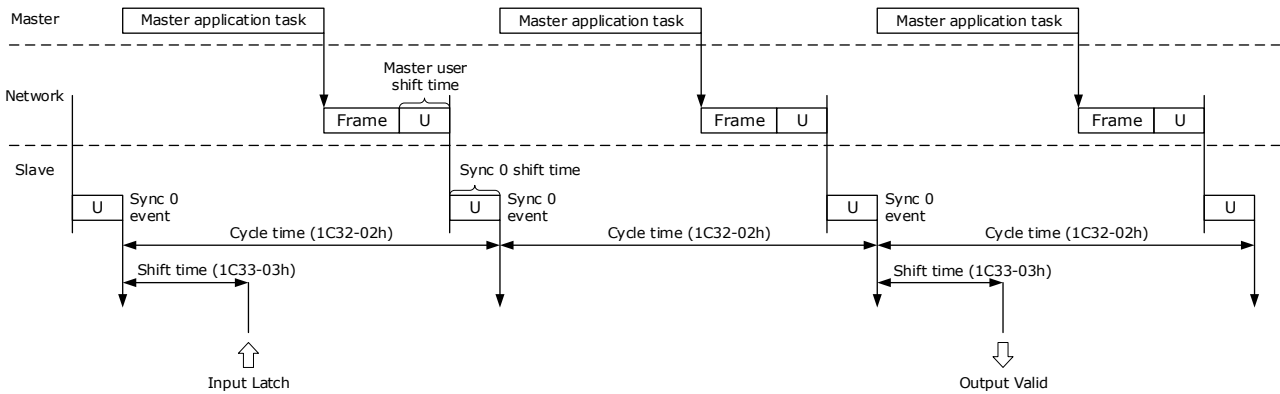 Master
Master application task
Master application task
Master application task
Master user
shift time
Network
Frame
U
Frame
U
Frame
U
Slave
Sync 0 shift time
U
Sync 0
event
U
Sync 0
event
U
Sync 0
event
U
Cycle time (1C32-02h)
Cycle time (1C32-02h)
Cycle time (1C32-02h)
Shift time (1C33-03h)
Shift time (1C33-03h)
Input Latch
Output Valid